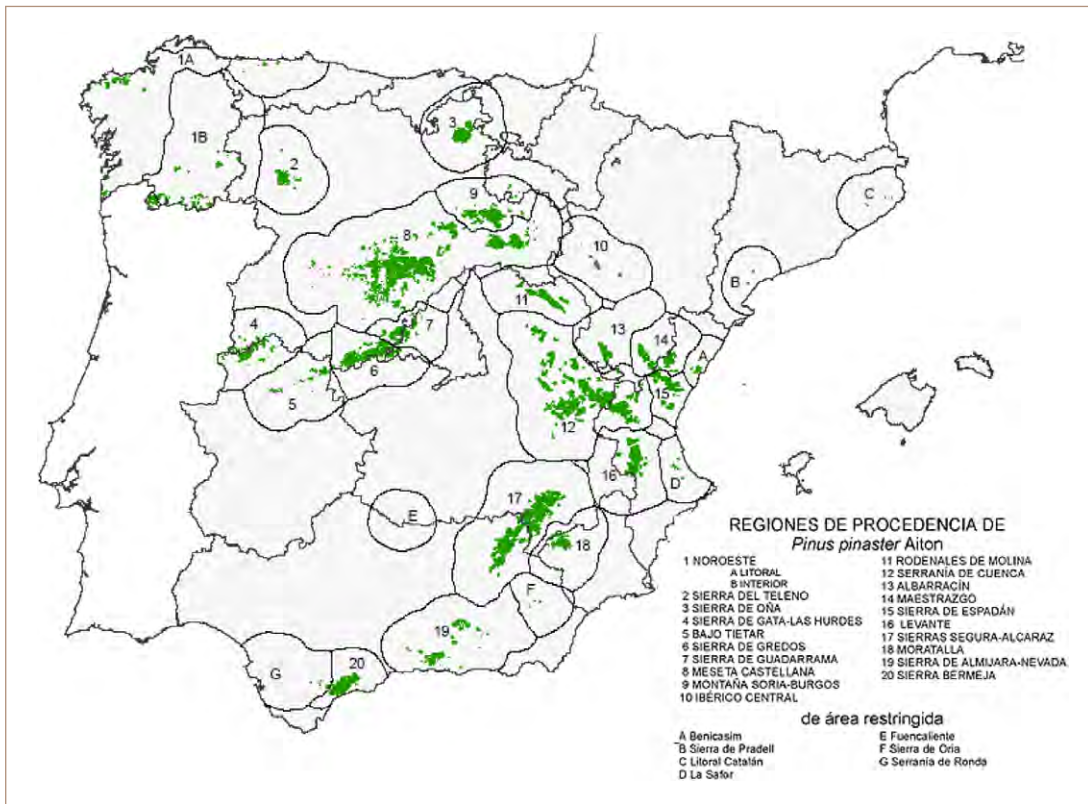 1A
1B
2
3
C
9
8
10
B
11
4
7
13
14
A
6
5
15
12
16
D
17
E
18
F
19
20
G
REGIONES DE PROCEDENCIA DE
Pinus pinaster Aiton
1 NOROESTE
A LITORAL
B INTERIOR
2 SIERRA DEL TELENO
3 SIERRA DE OÑA
4 SIERRA DE GATA-LAS HURDES
5 BAJO TIETAR
6 SIERRA DE GREDOS
7 SIERRA DE GUADARRAMA
8 MESETA CASTELLANA
9 MONTAÑA SORIA-BURGOS
10 IBÉRICO CENTRAL
11 RODENALES DE MOLINA
12 SERRANÍA DE CUENCA
13 ALBARRACÍN
14 MAESTRAZGO
15 SIERRA DE ESPADÁN
16 LEVANTE
17 SIERRAS SEGURA-ALCARAZ
18 MORATALLA
19 SIERRA DE ALMIJARA-NEVADA
20 SIERRA BERMEJA
de área restringida
A Benicasim
B Sierra de Pradell
C Litoral Catalán
D La Safor
E Fuencaliente
F Sierra de Oria
G Serranía de Ronda